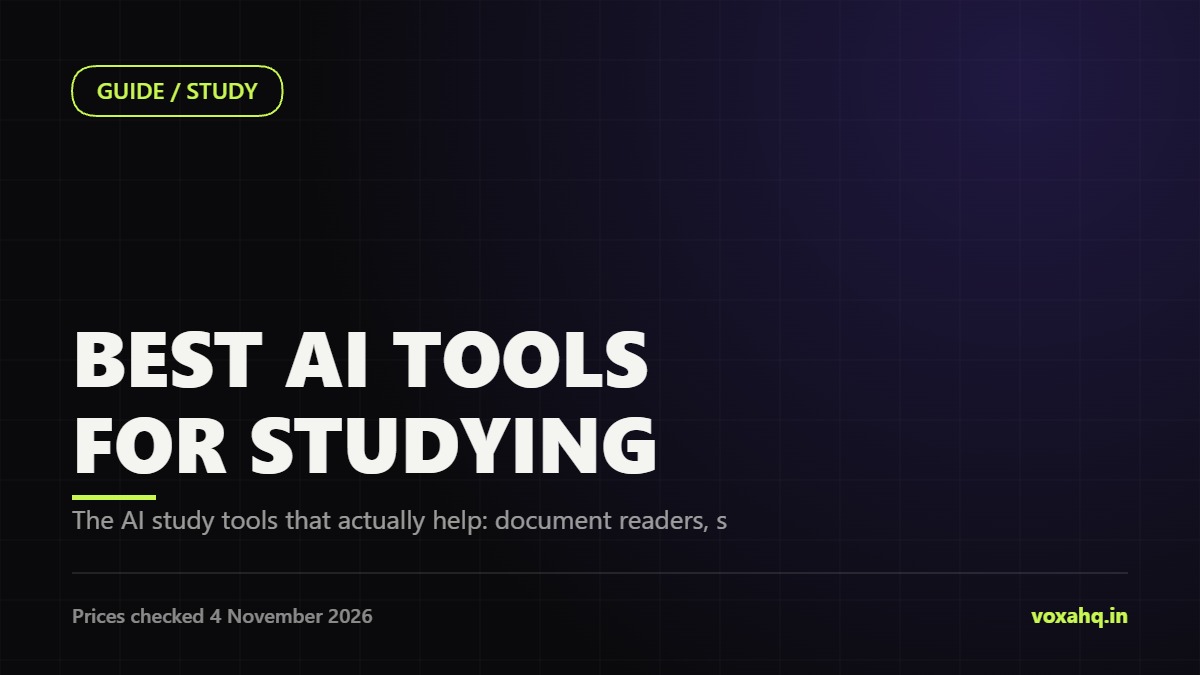 GUIDE / STUDY
BEST AI TOOLS
FOR STUDYING
The AI study tools that actually help: document readers, s
Prices checked 4 November 2026
voxahq.in